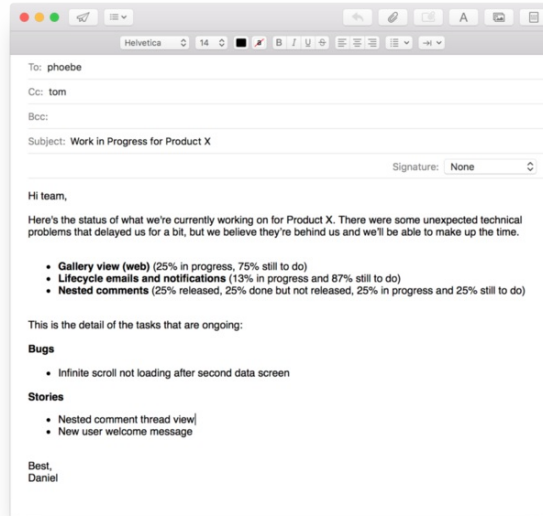 Helvetica 14 A
B I U S
To: phoebe
Cc: tom
Bcc:
Subject: Work in Progress for Product X
Signature: None
Hi team,
Here's the status of what we're currently working on for Product X. There were some unexpected technical
problems that delayed us for a bit, but we believe they're behind us and we'll be able to make up the time.
• Gallery view (web) (25% in progress, 75% still to do)
• Lifecycle emails and notifications (13% in progress and 87% still to do)
• Nested comments (25% released, 25% done but not released, 25% in progress and 25% still to do)
This is the detail of the tasks that are ongoing:
Bugs
• Infinite scroll not loading after second data screen
Stories
• Nested comment thread view
• New user welcome message
Best,
Daniel